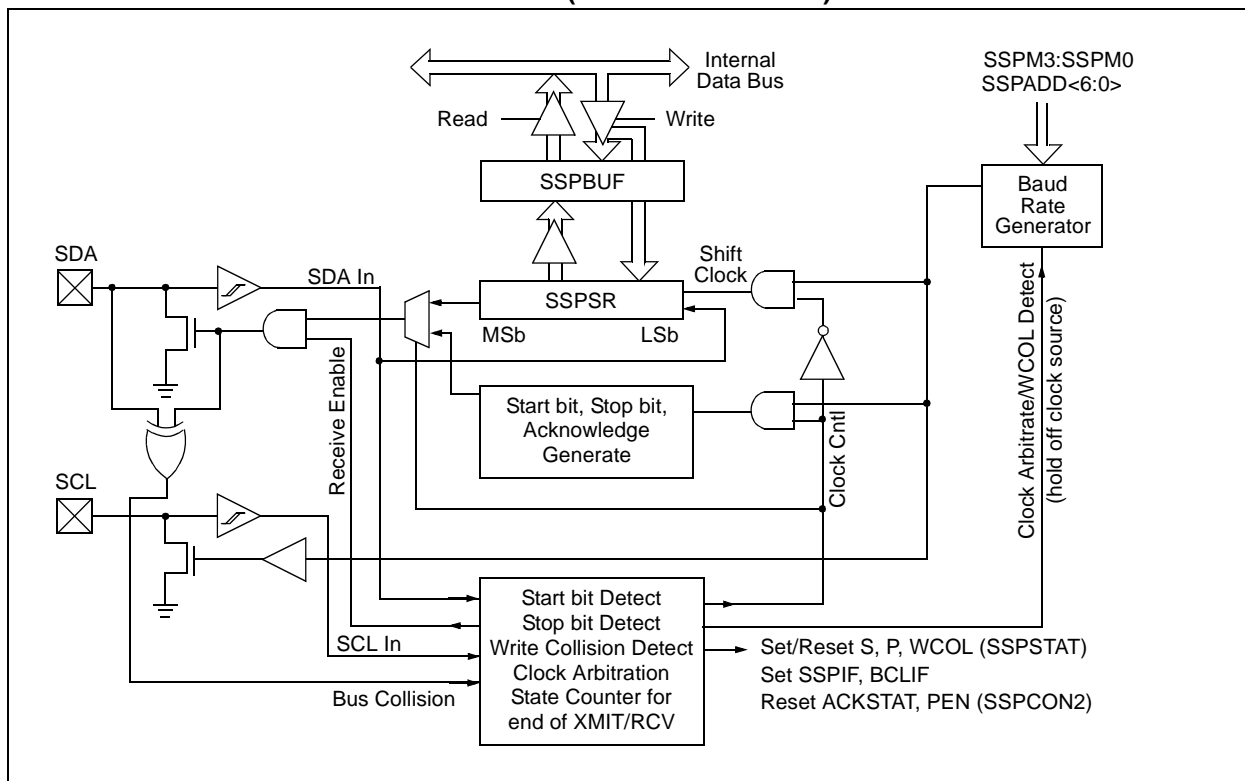 Internal
Data Bus
Read
Write
SSPM3:SSPM0
SSPADD<6:0>
SSPBUF
Baud
Rate
Generator
SDA
SDA In
Shift
Clock
SSPSR
MSb
LSb
Receive Enable
Start bit, Stop bit,
Acknowledge
Generate
Clock Cntl
Clock Arbitrate/WCOL Detect
(hold off clock source)
SCL
SCL In
Bus Collision
Start bit Detect
Stop bit Detect
Write Collision Detect
Clock Arbitration
State Counter for
end of XMIT/RCV
Set/Reset S, P, WCOL (SSPSTAT)
Set SSPIF, BCLIF
Reset ACKSTAT, PEN (SSPCON2)